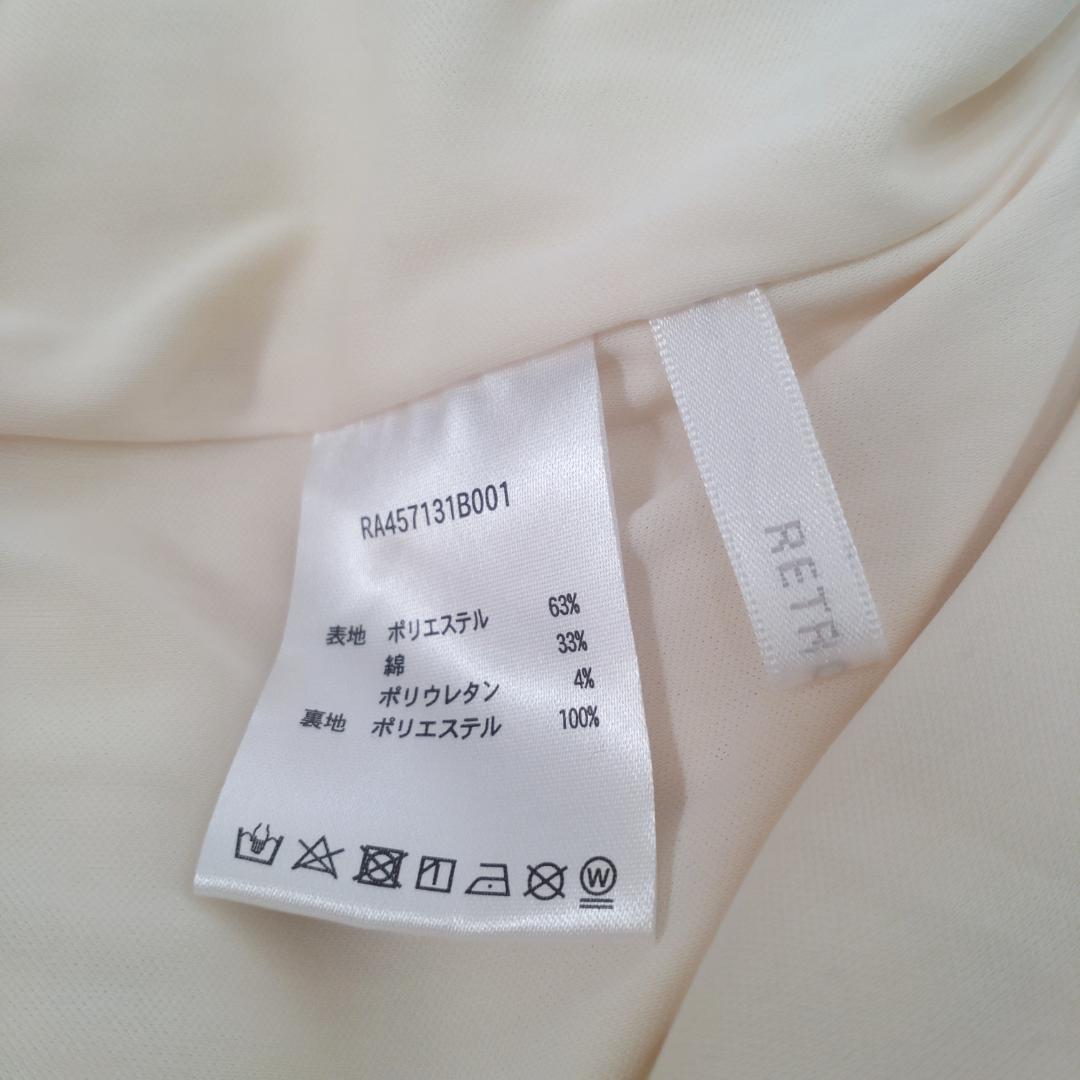 RA457131B001
表地 ポリエステル 63%
綿 33%
ポリウレタン 4%
裏地 ポリエステル 100%
W